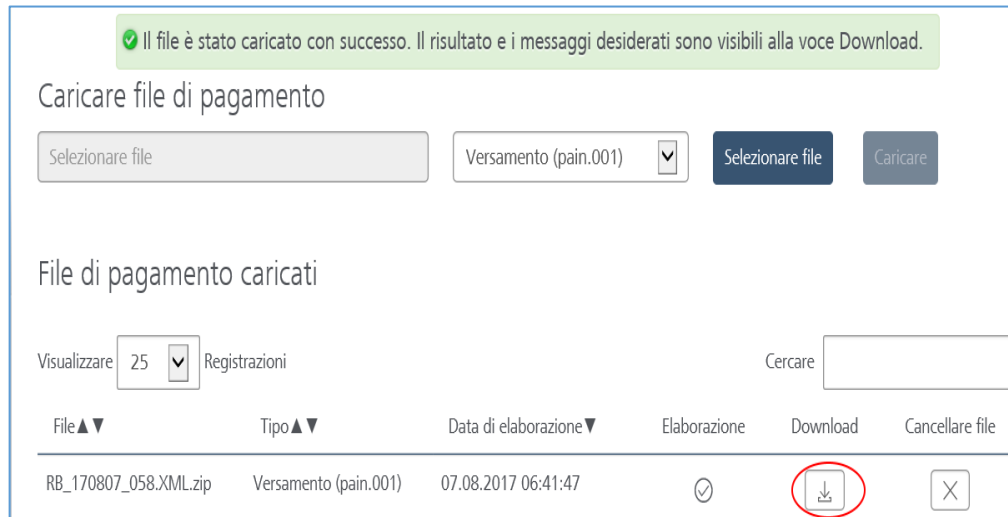 Il file è stato caricato con successo. Il risultato e i messaggi desiderati sono visibili alla voce Download.
Caricare file di pagamento
Selezionare file Versamento (pain.001) Selezionare file Caricare
File di pagamento caricati
Visualizzare 25 Registrazioni Cercare
File▲▼ Tipo▲▼ Data di elaborazione▼ Elaborazione Download Cancellare file
RB_170807_058.XML.zip Versamento (pain.001) 07.08.2017 06:41:47